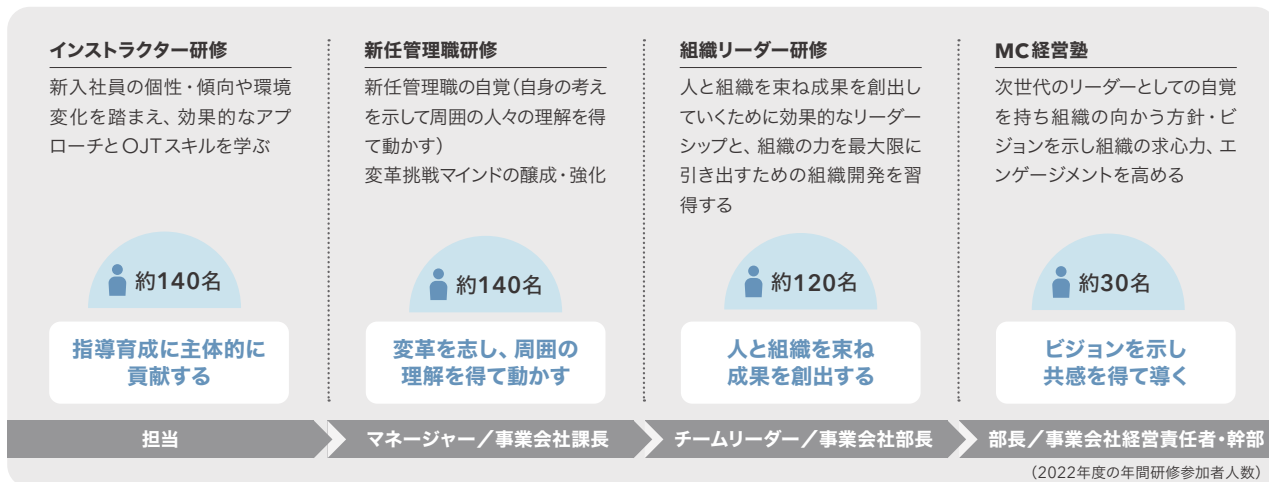 インストラクター研修
新入社員の個性・傾向や環境
変化を踏まえ、効果的なアプ
ローチとOJTスキルを学ぶ
約140名
指導育成に主体的に
貢献する
担当
新任管理職研修
新任管理職の自覚(自身の考え
を示して周囲の人々の理解を得
て動かす)
変革挑戦マインドの醸成・強化
約140名
変革を志し、周囲の
理解を得て動かす
マネージャー/事業会社課長
組織リーダー研修
人と組織を束ね成果を創出し
ていくために効果的なリーダー
シップと、組織の力を最大限に
引き出すための組織開発を習
得する
約120名
人と組織を束ね
成果を創出する
チームリーダー/事業会社部長
MC経営塾
次世代のリーダーとしての自覚
を持ち組織の向かう方針・ビ
ジョンを示し組織の求心力、エ
ンゲージメントを高める
約30名
ビジョンを示し
共感を得て導く
部長/事業会社経営責任者・幹部
(2022年度の年間研修参加者人数)